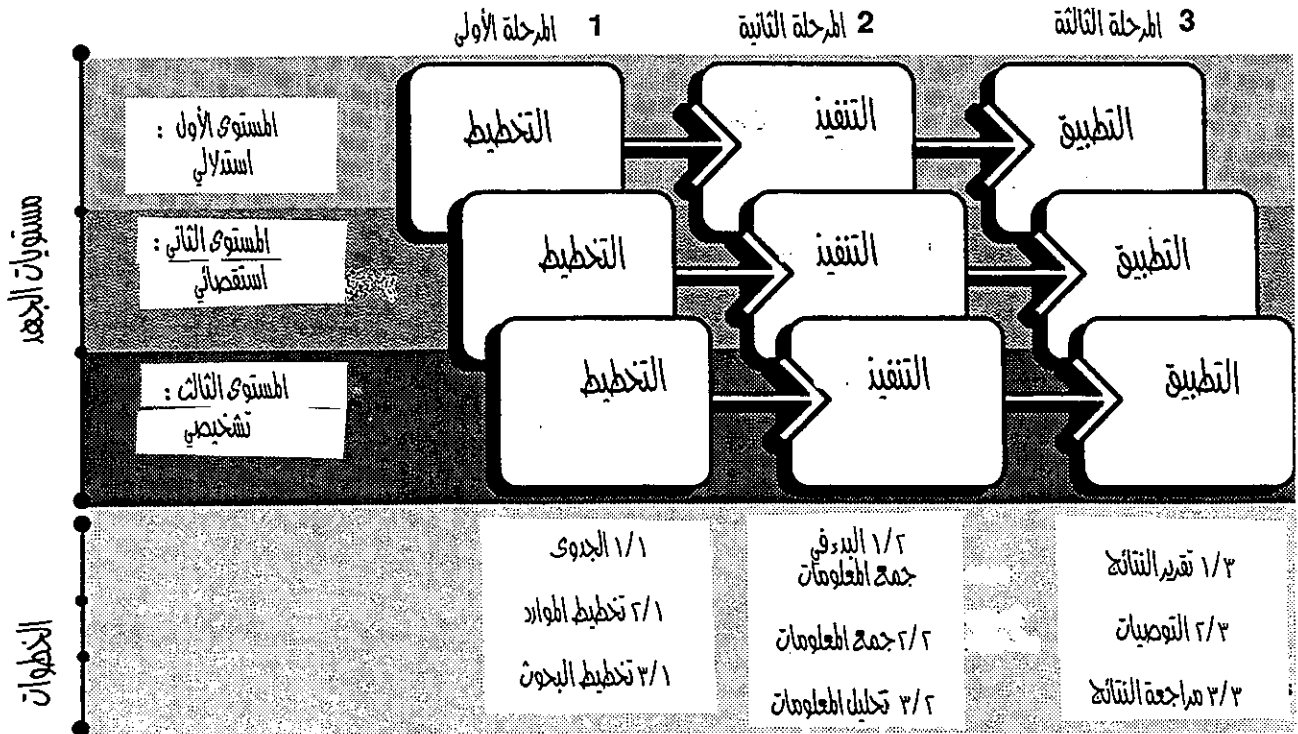 1 المرحلة الأولى
2 المرحلة الثانية
3 المرحلة الثالثة
مستويات الجهد
المستوى الأول :
استدلالي
التخطيط
التنفيذ
التطبيق
المستوى الثاني :
استقصائي
التخطيط
التنفيذ
التطبيق
المستوى الثالث :
تشخيصي
التخطيط
التنفيذ
التطبيق
الخطوات
١/١ الجدوى
٢/١ تخطيط الموارد
٣/١ تخطيط البحوث
١/٢ البدء في
جمع المعلومات
٢/٢ جمع المعلومات
٣/٢ تحليل المعلومات
١/٣ تقرير النتائج
٢/٣ التوصيات
٣/٣ مراجعة النتائج